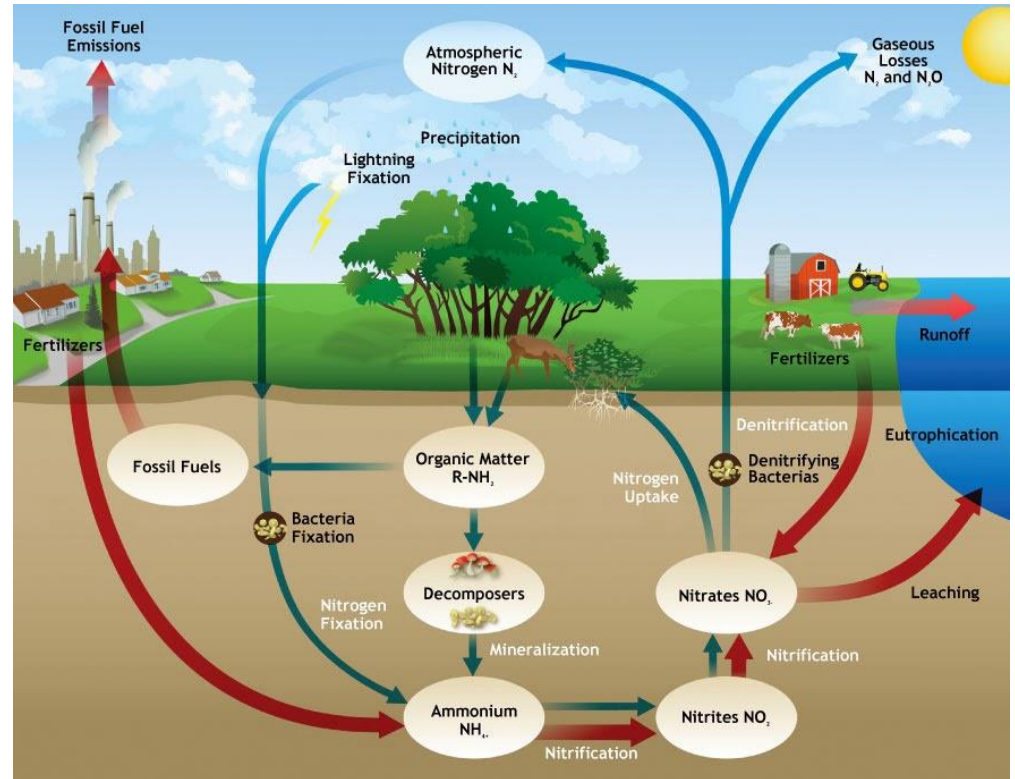 Fossil Fuel
Emissions
Atmospheric
Nitrogen N₂
Gaseous
Losses
N₂ and N₂O
Precipitation
Lightning
Fixation
Fertilizers
Fertilizers
Runoff
Denitrification
Eutrophication
Fossil Fuels
Organic Matter
R-NH₂
Nitrogen
Uptake
Denitrifying
Bacterias
Bacteria
Fixation
Nitrogen
Fixation
Decomposers
Nitrates NO₃-
Leaching
Mineralization
Nitrification
Ammonium
NH₄+
Nitrites NO₂
Nitrification